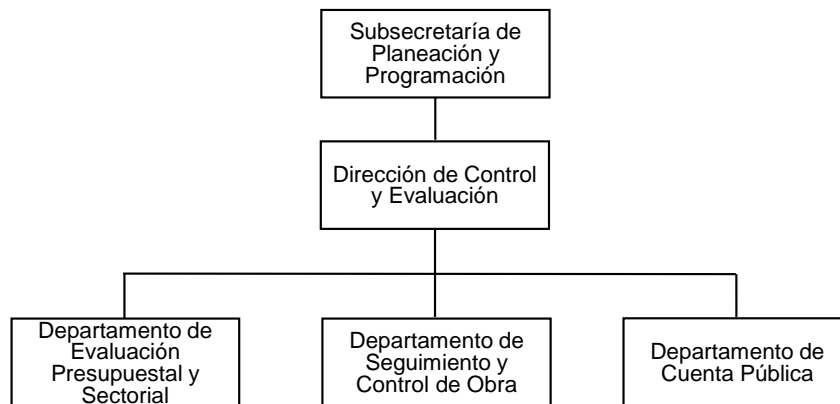 Subsecretaría de
Planeación y
Programación
Dirección de Control
y Evaluación
Departamento de
Evaluación
Presupuestal y
Sectorial
Departamento de
Seguimiento y
Control de Obra
Departamento de
Cuenta Pública